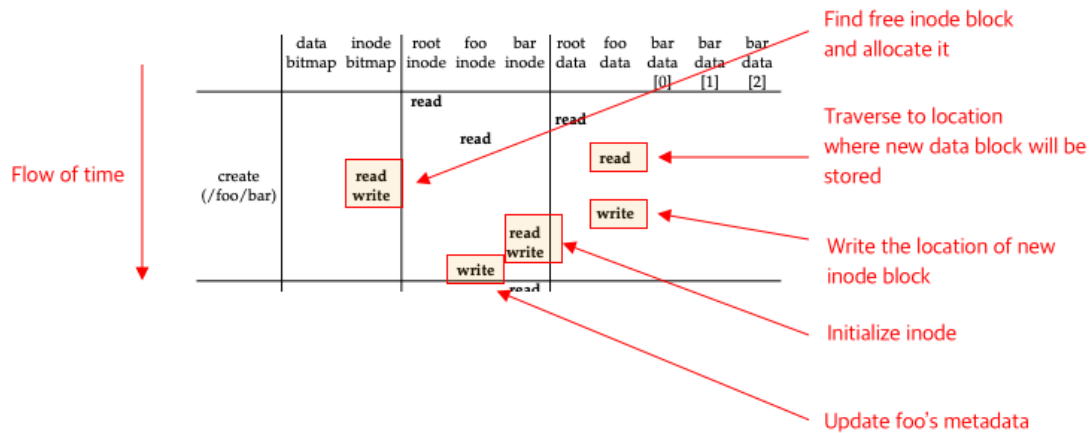 Find free inode block
and allocate it
data inode root foo bar root foo bar bar bar
bitmap bitmap inode inode inode data data data data data
[0] [1] [2]
read
read
read
Traverse to location
where new data block will be
stored
read
Flow of time
create
(/foo/bar)
read
write
write
Write the location of new
inode block
read
write
write
read
Initialize inode
Update foo's metadata